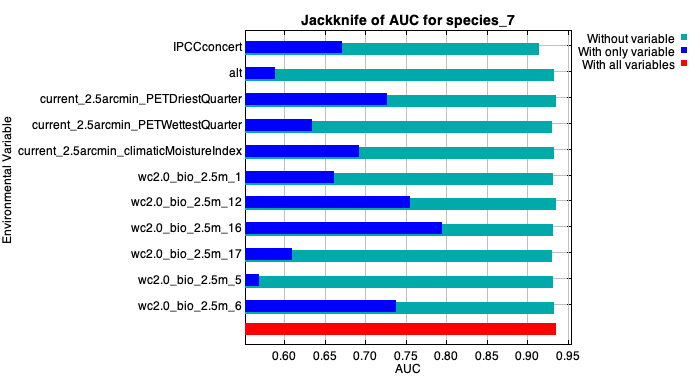 Jackknife of AUC for species_7
Without variable
With only variable
With all variables
Environmental Variable
IPCCconcert
alt
current_2.5arcmin_PETDriestQuarter
current_2.5arcmin_PETWettestQuarter
current_2.5arcmin_climaticMoistureIndex
wc2.0_bio_2.5m_1
wc2.0_bio_2.5m_12
wc2.0_bio_2.5m_16
wc2.0_bio_2.5m_17
wc2.0_bio_2.5m_5
wc2.0_bio_2.5m_6
0.60 0.65 0.70 0.75 0.80 0.85 0.90 0.95
AUC